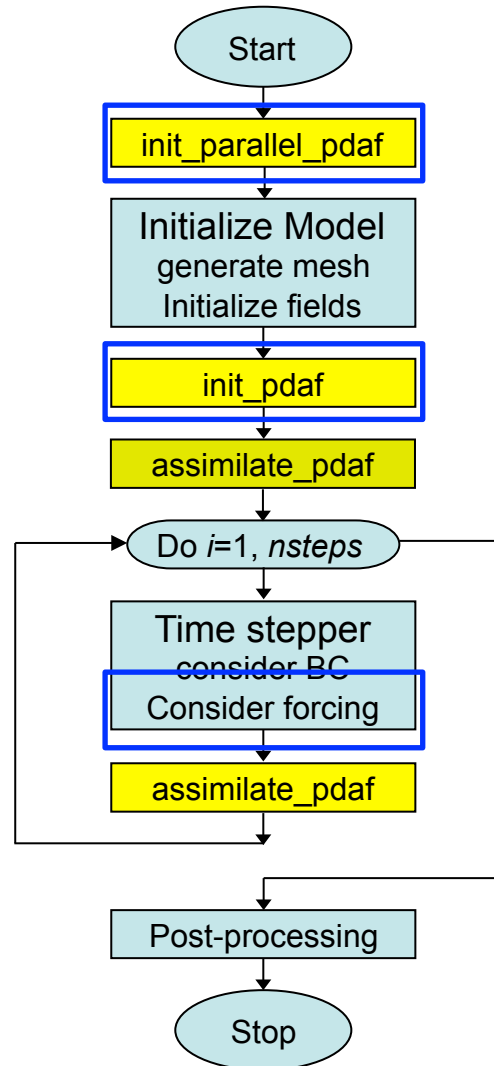 Start
init_parallel_pdaf
Initialize Model
generate mesh
Initialize fields
init_pdaf
assimilate_pdaf
Do i=1, nsteps
Time stepper
consider BC
Consider forcing
assimilate_pdaf
Post-processing
Stop